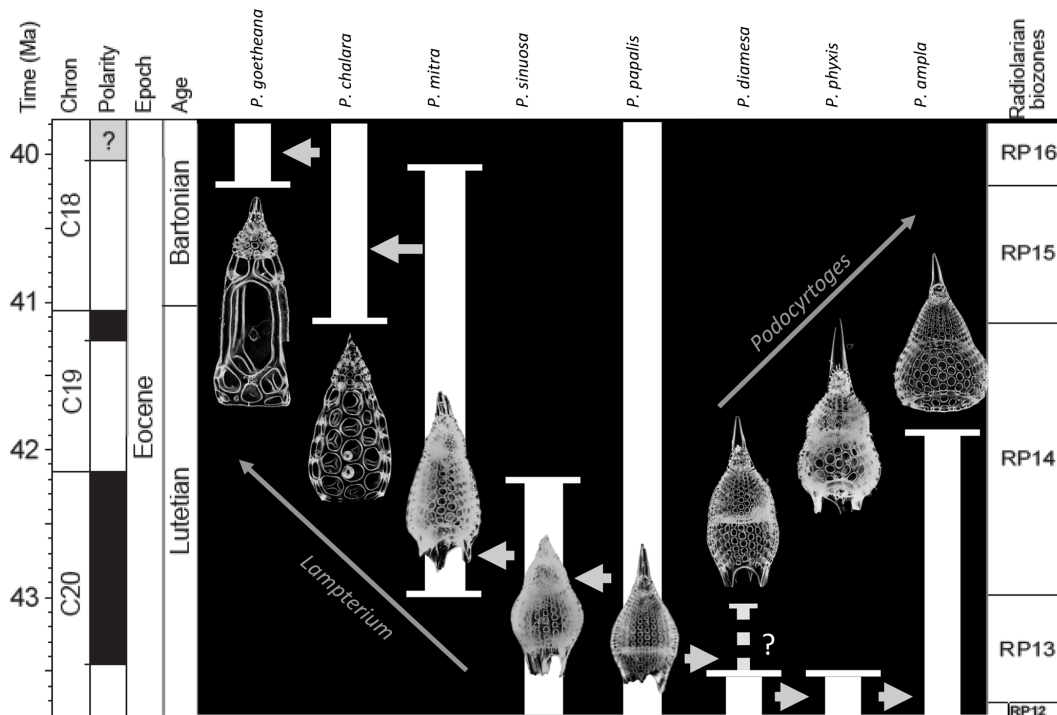 Time (Ma)
Chron
Polarity
Epoch
Age
P. goetheana
P. chalara
P. mitra
P. sinuosa
P. papalis
P. diamesa
P. phyxis
P. ampla
Radiolarian
biozones
40
41
42
43
C18
C19
C20
?
Eocene
Bartonian
Lutetian
Lampterium
Podocyrtoges
?
RP16
RP15
RP14
RP13
RP12